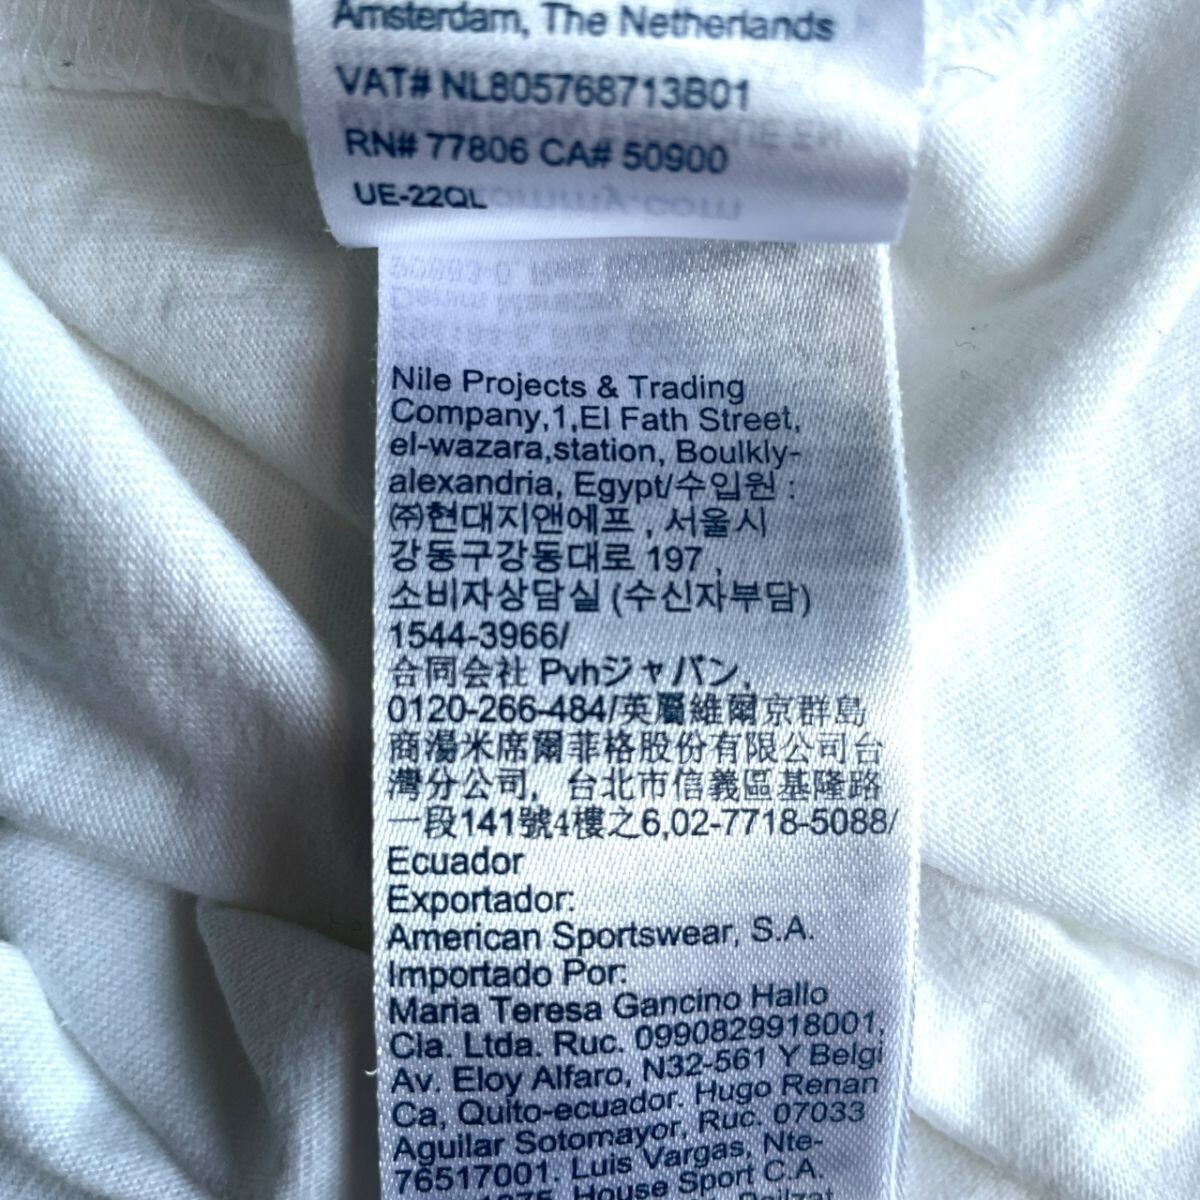 Amsterdam, The Netherlands
VAT# NL805768713B01
RN# 77806 CA# 50900
UE-22QL
Nile Projects & Trading
Company,1,El Fath Street,
el-wazara,station, Boulkly-
alexandria, Egypt/수입원 :
㈜현대지앤에프 , 서울시
강동구강동대로 197 ,
소비자상담실 (수신자부담)
1544-3966/
合同会社 Pvhジャパン,
0120-266-484/英屬維爾京群島
商湯米席爾菲格股份有限公司台
灣分公司, 台北市信義區基隆路
一段141號4樓之6,02-7718-5088/
Ecuador
Exportador:
American Sportswear, S.A.
Importado Por:
Maria Teresa Gancino Hallo
Cia. Ltda. Ruc. 0990829918001,
Av. Eloy Alfaro, N32-561 Y Belgi
Ca, Quito-ecuador. Hugo Renan
Aguilar Sotomayor, Ruc. 07033
76517001. Luis Vargas, Nte-
House Sport C.A.